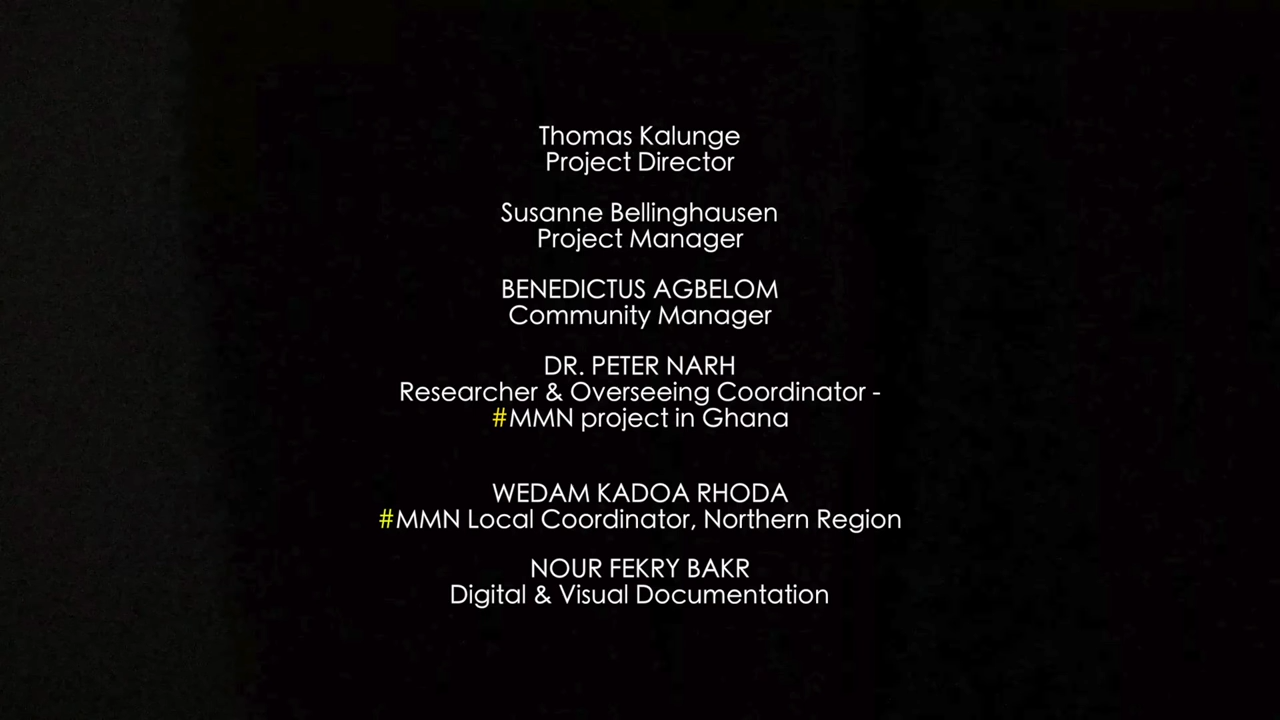 Thomas Kalunge
Project Director
Susanne Bellinghausen
Project Manager
BENEDICTUS AGBELOM
Community Manager
DR. PETER NARH
Researcher & Overseeing Coordinator -
#MMN project in Ghana
WEDAM KADOA RHODA
#MMN Local Coordinator, Northern Region
NOUR FEKRY BAKR
Digital & Visual Documentation